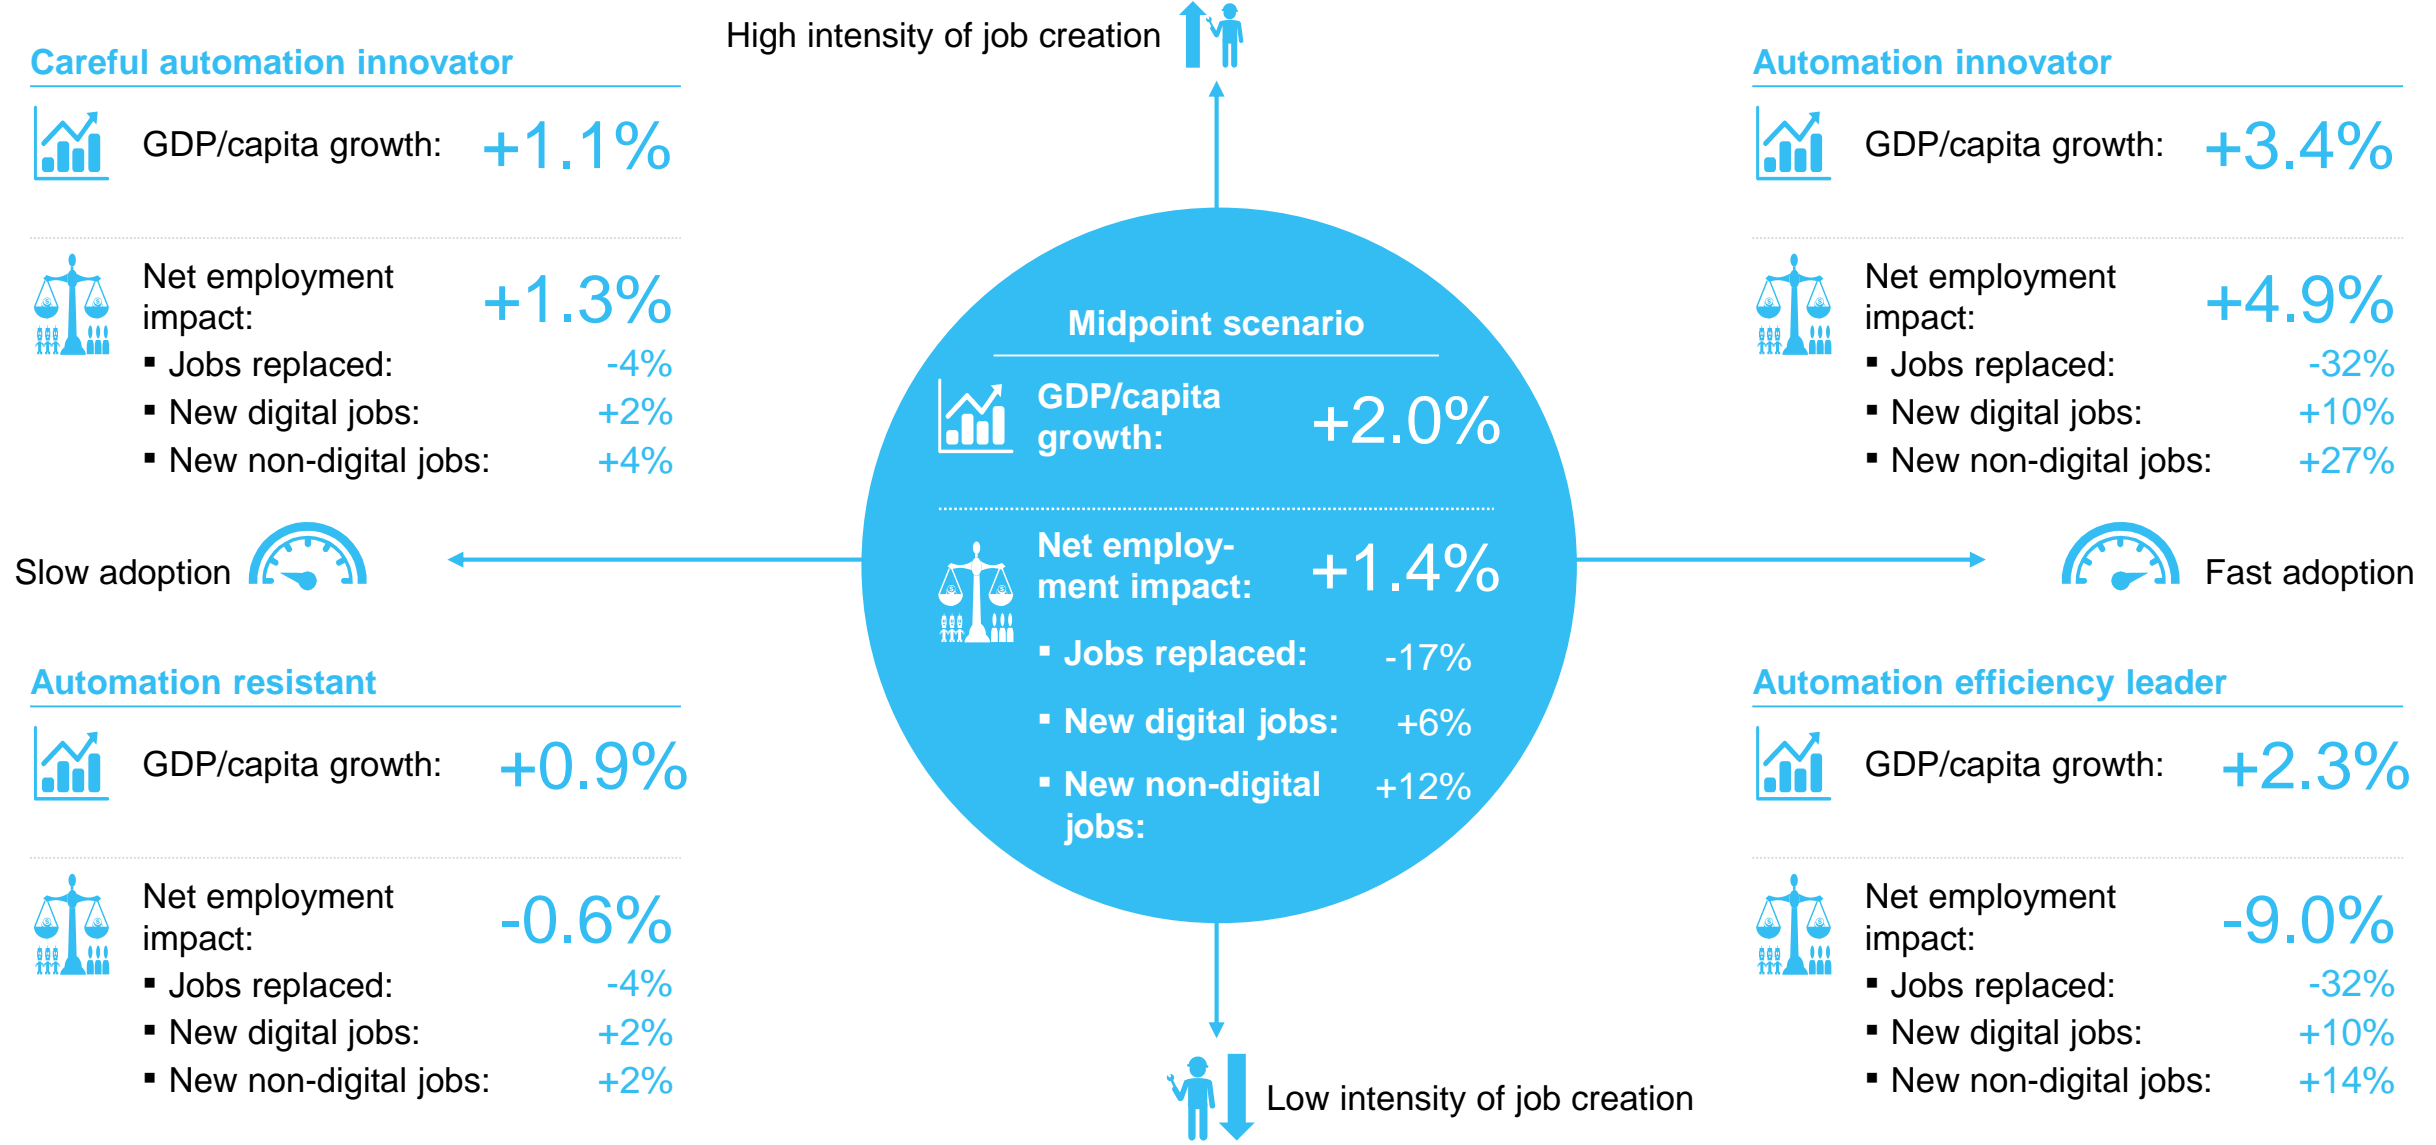 High intensity of job creation
Careful automation innovator
GDP/capita growth: +1.1%
Net employment
impact: +1.3%
▪ Jobs replaced: -4%
▪ New digital jobs: +2%
▪ New non-digital jobs: +4%
Automation innovator
GDP/capita growth: +3.4%
Net employment
impact: +4.9%
▪ Jobs replaced: -32%
▪ New digital jobs: +10%
▪ New non-digital jobs: +27%
Midpoint scenario
GDP/capita
growth: +2.0%
Net employ-
ment impact: +1.4%
▪ Jobs replaced: -17%
▪ New digital jobs: +6%
▪ New non-digital +12%
jobs:
Slow adoption
Fast adoption
Automation resistant
GDP/capita growth: +0.9%
Net employment
impact: -0.6%
▪ Jobs replaced: -4%
▪ New digital jobs: +2%
▪ New non-digital jobs: +2%
Automation efficiency leader
GDP/capita growth: +2.3%
Net employment
impact: -9.0%
▪ Jobs replaced: -32%
▪ New digital jobs: +10%
▪ New non-digital jobs: +14%
Low intensity of job creation